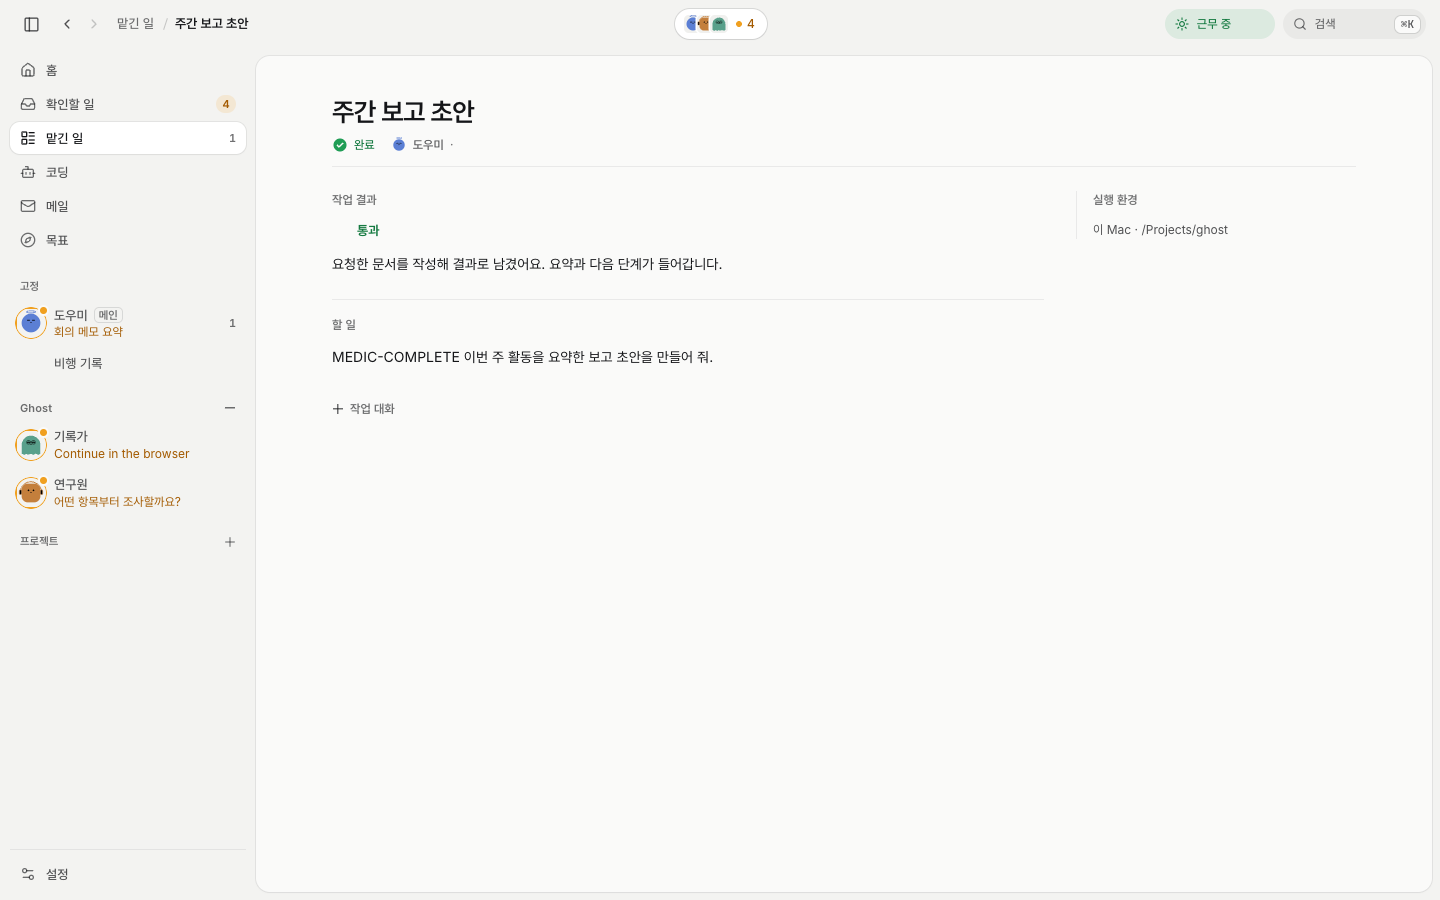 맡긴 일 / 주간 보고 초안
4
근무 중
검색 ⌘K
홈
확인할 일 4
맡긴 일 1
코딩
메일
목표
고정
도우미 메인
회의 메모 요약
1
비행 기록
Ghost
기록가
Continue in the browser
연구원
어떤 항목부터 조사할까요?
프로젝트
설정
주간 보고 초안
완료 도우미 ·
작업 결과
통과
요청한 문서를 작성해 결과로 남겼어요. 요약과 다음 단계가 들어갑니다.
할 일
MEDIC-COMPLETE 이번 주 활동을 요약한 보고 초안을 만들어 줘.
작업 대화
실행 환경
이 Mac · /Projects/ghost